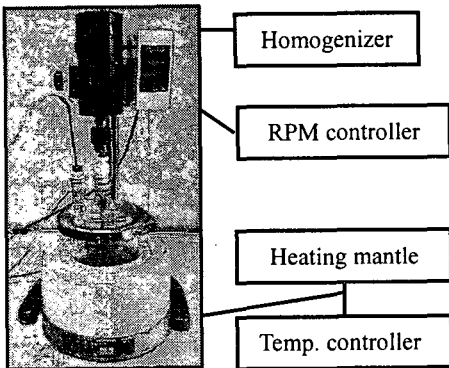 Homogenizer
RPM controller
Heating mantle
Temp. controller